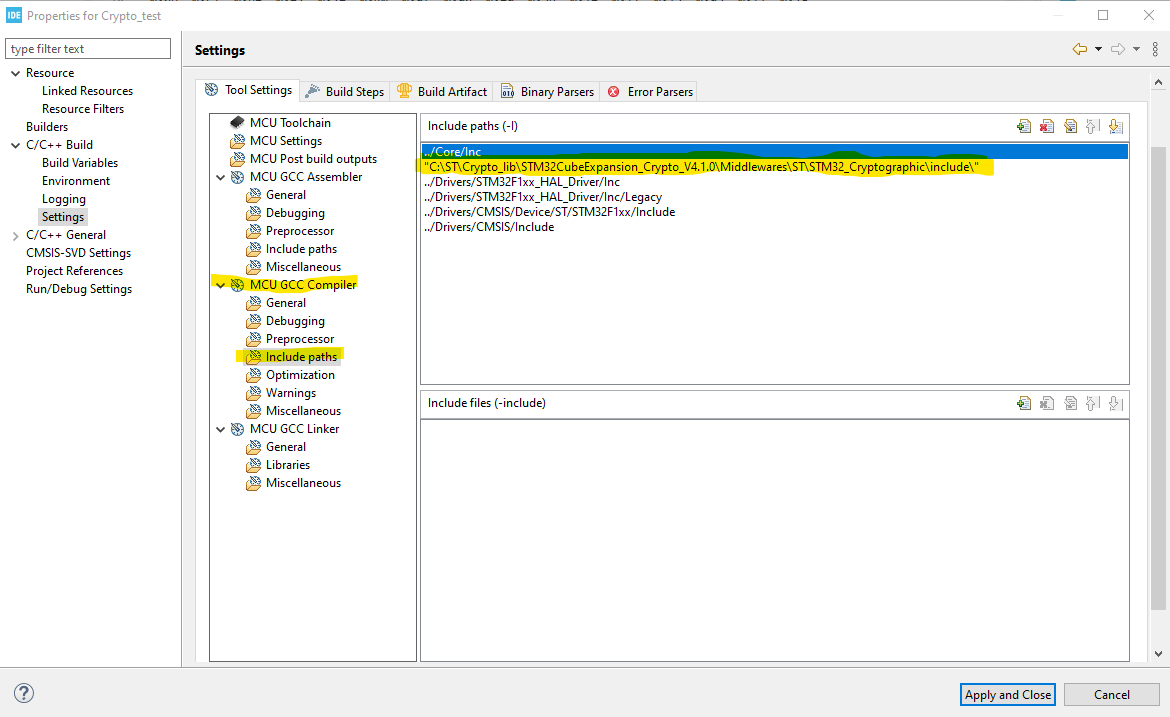 IDE Properties for Crypto_test
type filter text
Resource
Linked Resources
Resource Filters
Builders
C/C++ Build
Build Variables
Environment
Logging
Settings
C/C++ General
CMSIS-SVD Settings
Project References
Run/Debug Settings
Settings
Tool Settings
Build Steps
Build Artifact
010 Binary Parsers
Error Parsers
MCU Toolchain
MCU Settings
MCU Post build outputs
MCU GCC Assembler
General
Debugging
Preprocessor
Include paths
Miscellaneous
MCU GCC Compiler
General
Debugging
Preprocessor
Include paths
Optimization
Warnings
Miscellaneous
MCU GCC Linker
General
Libraries
Miscellaneous
Include paths (-I)
../Core/Inc
"C:\ST\Crypto_lib\STM32CubeExpansion_Crypto_V4.1.0\Middlewares\ST\STM32_Cryptographic\include\"
../Drivers/STM32F1xx_HAL_Driver/Inc
../Drivers/STM32F1xx_HAL_Driver/Inc/Legacy
../Drivers/CMSIS/Device/ST/STM32F1xx/Include
../Drivers/CMSIS/Include
Include files (-include)
?
Apply and Close
Cancel